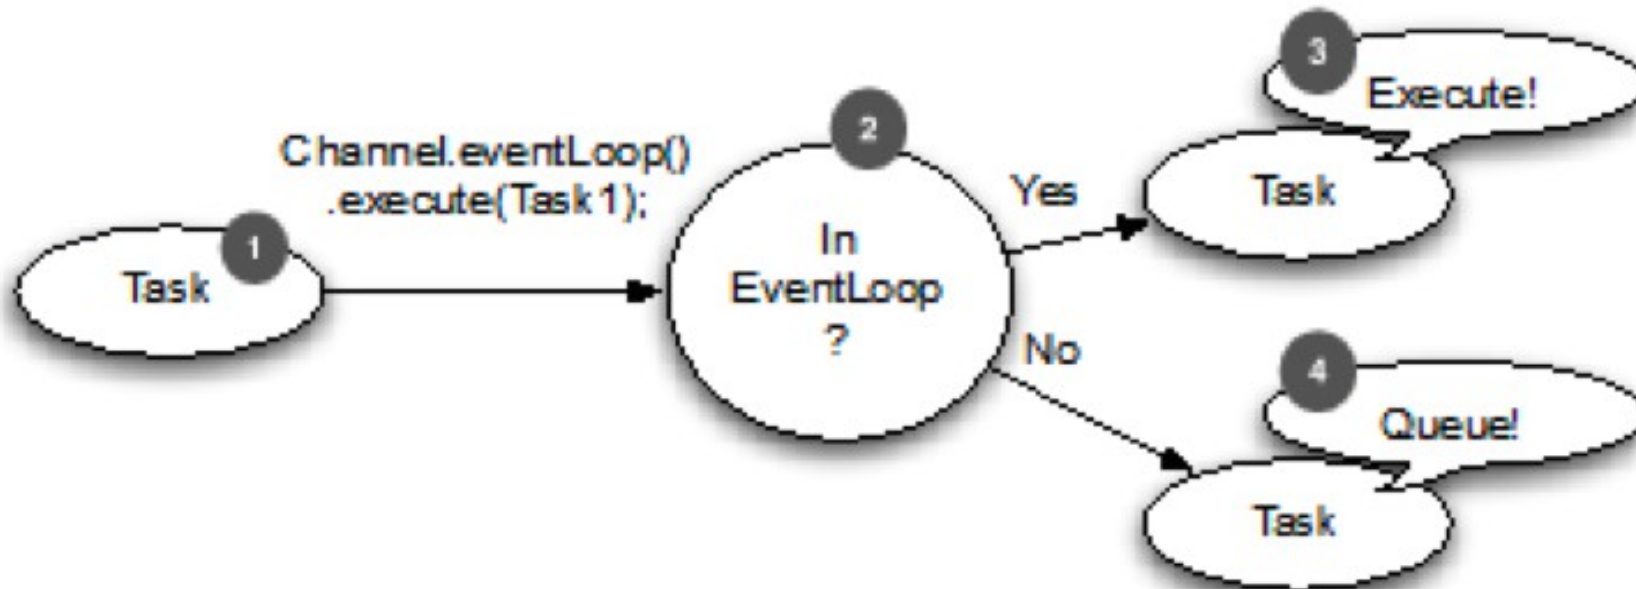 3
Execute!
2
Channel.eventLoop()
.execute(Task1);
Yes
Task
1
Task
In
EventLoop
?
No
4
Queue!
Task